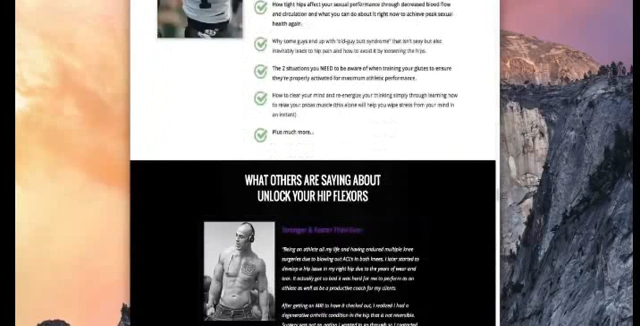 How tight hips affect your sexual performance through decreased blood flow
and circulation and what you can do about it right now to achieve peak sexual
health again.
Why some guys end up with "old-guy butt syndrome" that isn't sexy but also
inevitably leads to hip pain and how to avoid it by loosening the hips.
The 2 situations you NEED to be aware of when training your glutes to ensure
they're properly activated for maximum athletic performance.
How to clear your mind and re-energize your thinking simply through learning how
to relax your psoas muscle (this alone will help you wipe stress from your mind in
an instant)
Plus much more...
WHAT OTHERS ARE SAYING ABOUT
UNLOCK YOUR HIP FLEXORS
Stronger & Faster
"Being an athlete all my life and having endured multiple knee
surgeries due to blowing out ACL's in both knees, I later started to
develop a hip issue in my right hip due to the years of wear and
tear. It actually got so bad it was hard for me to perform as an
athlete as well as be a productive coach for my clients.
After getting an MRI to have it checked out, I realized I had a
degenerative arthritic condition in the hip that is not reversible.